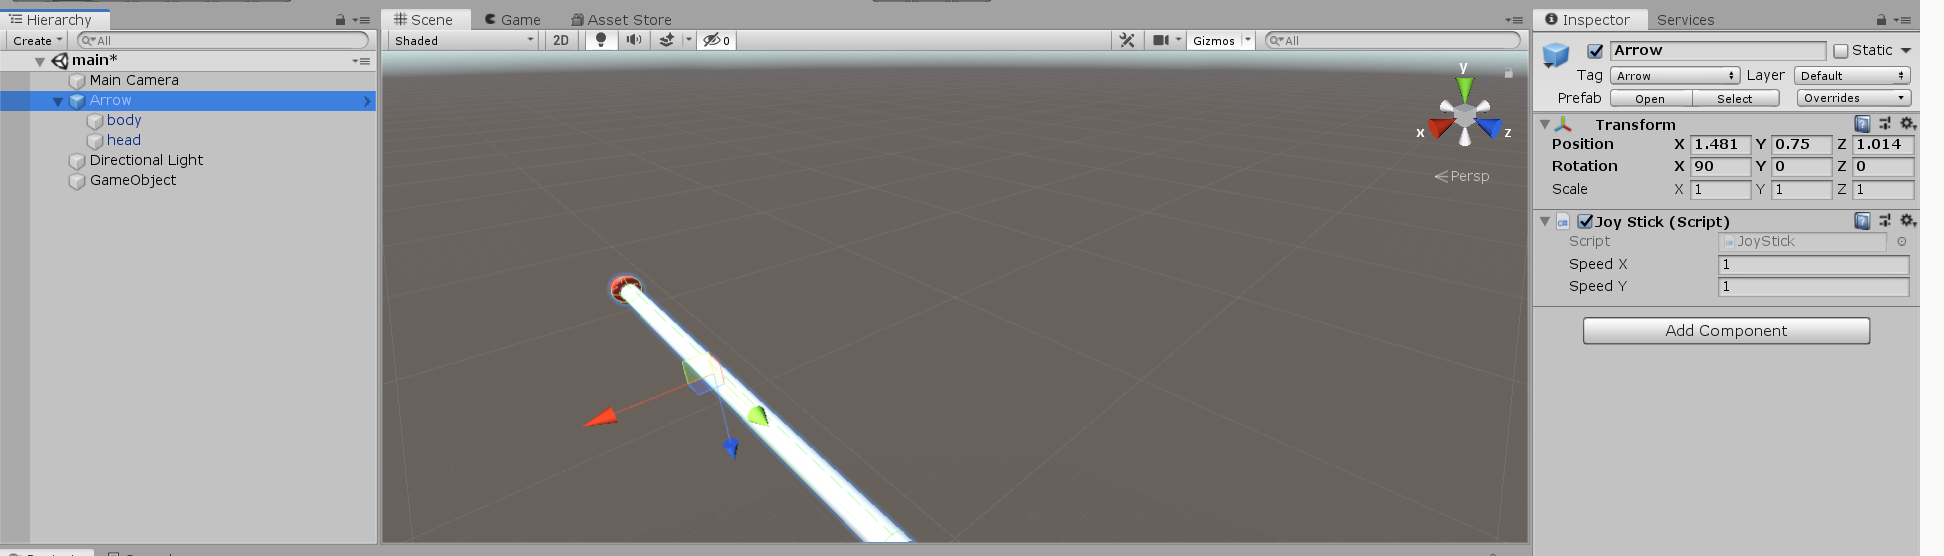 Hierarchy
Create
All
main*
Main Camera
Arrow
body
head
Directional Light
GameObject
Scene
Game
Asset Store
Shaded
2D
0
Gizmos
All
y
x
z
Persp
Inspector
Services
Arrow
Static
Tag Arrow Layer Default
Prefab Open Select Overrides
Transform
Position X 1.481 Y 0.75 Z 1.014
Rotation X 90 Y 0 Z 0
Scale X 1 Y 1 Z 1
Joy Stick (Script)
Script JoyStick
Speed X 1
Speed Y 1
Add Component